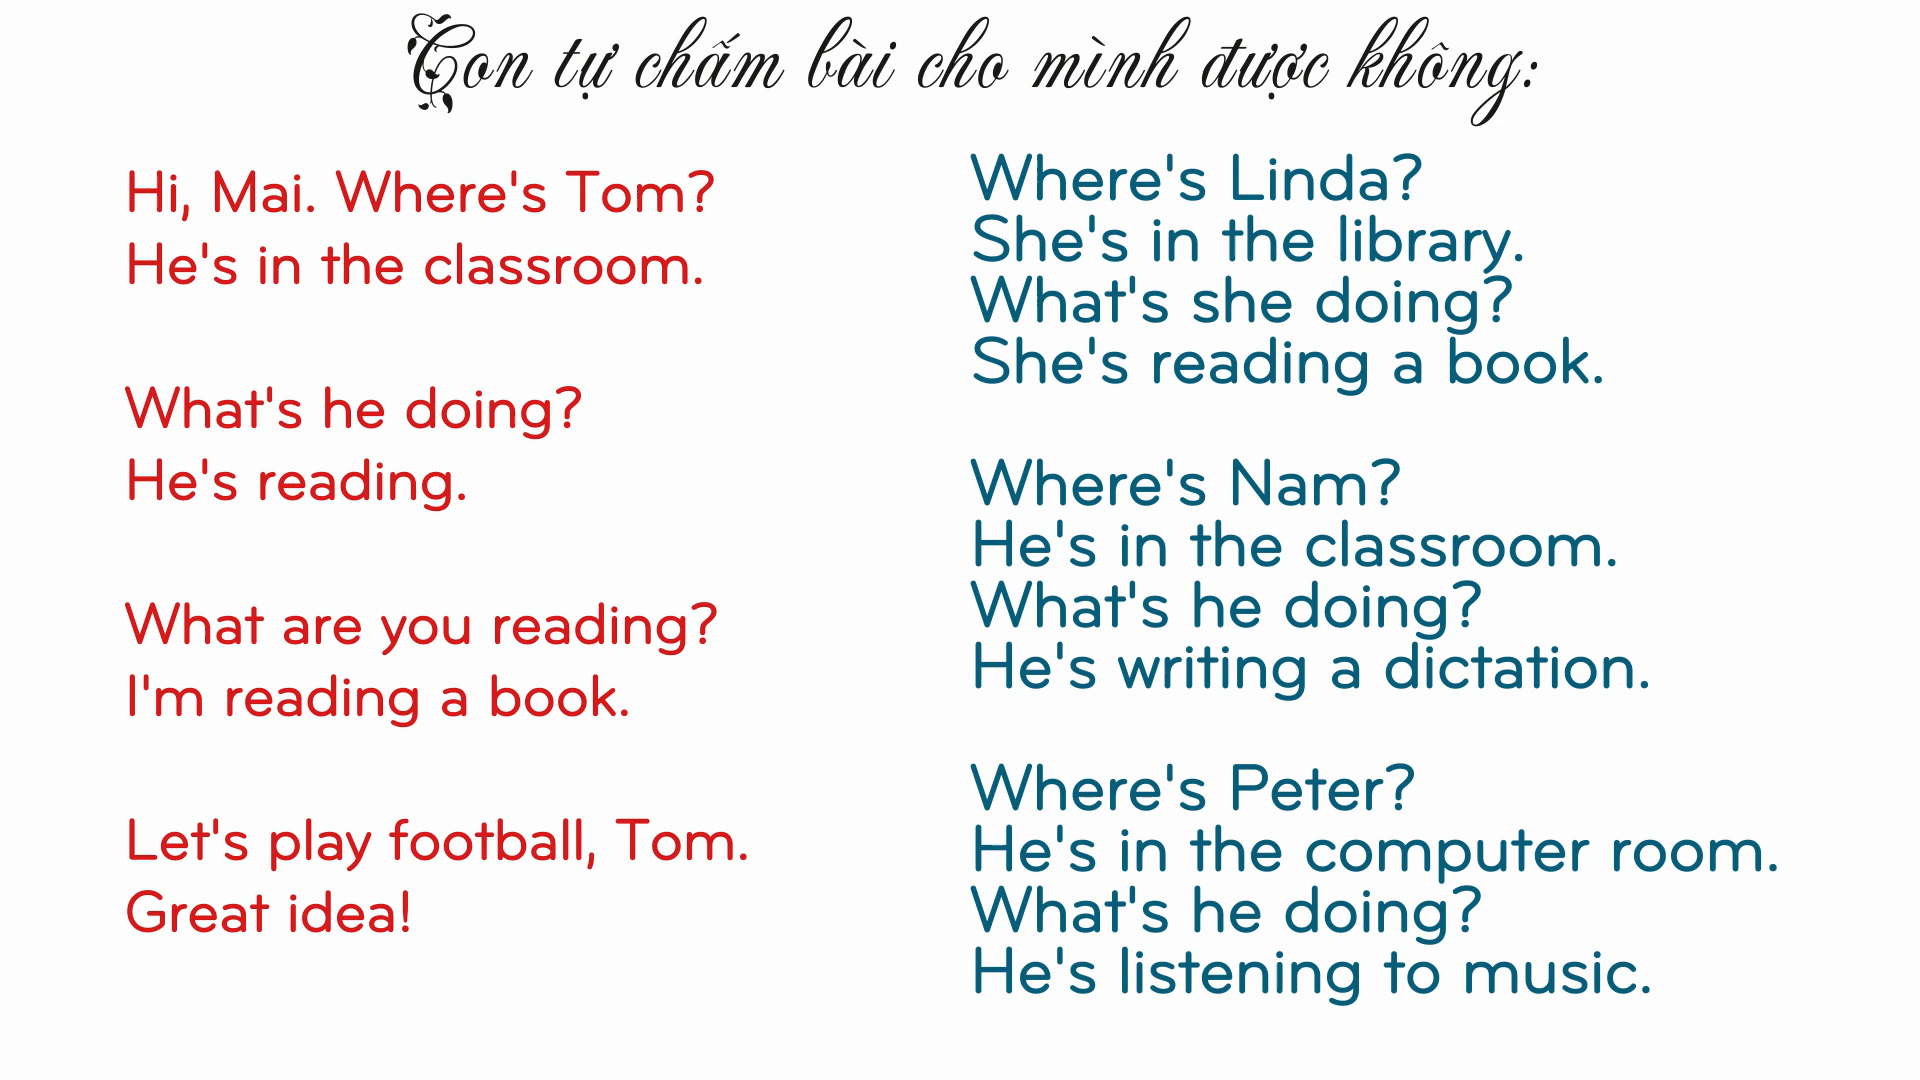 Con tự chấm bài cho mình được không:
Hi, Mai. Where's Tom?
He's in the classroom.
What's he doing?
He's reading.
What are you reading?
I'm reading a book.
Let's play football, Tom.
Great idea!
Where's Linda?
She's in the library.
What's she doing?
She's reading a book.
Where's Nam?
He's in the classroom.
What's he doing?
He's writing a dictation.
Where's Peter?
He's in the computer room.
What's he doing?
He's listening to music.